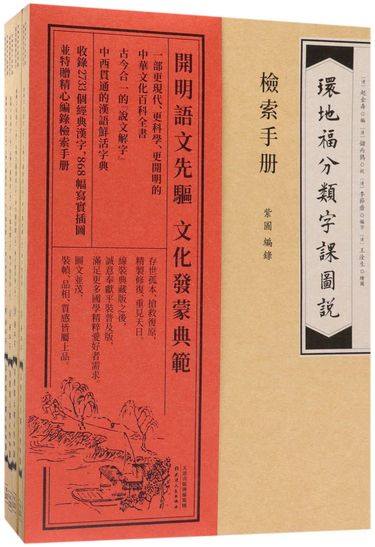 環地福分類字課圖說
檢索手册
紫圖 編錄
開明語文先驅 文化發蒙典範
一部更現代、更科學、更開明的
中華文化百科全書
古今合一的『說文解字』
中西貫通的漢語鮮活字典
收錄2733個經典漢字、868幅寫實插圖
並特贈精心編錄檢索手册
存世孤本，搶救復原，
精製修復，重見天日
線裝典藏版之後，
誠意奉獻平裝普及版，
滿足更多國學精粹愛好者需求。
圖文並茂，
裝幀、品相、質感皆屬上品。